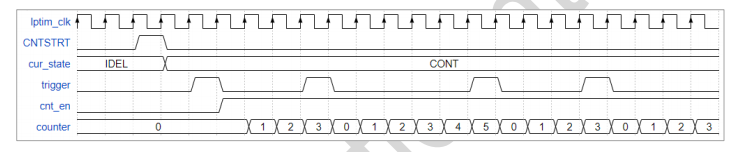 lptim_clk
CNTSTRT
cur_state IDEL CONT
trigger
cnt_en
counter 0 1 2 3 0 1 2 3 4 5 0 1 2 3 0 1 2 3